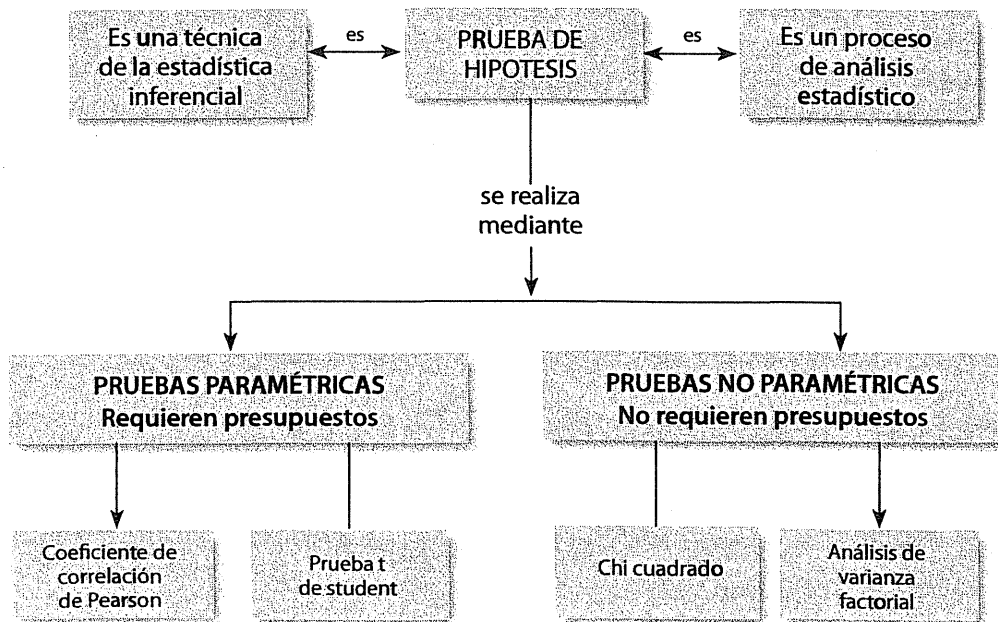 Es una técnica
de la estadística
inferencial
es
PRUEBA DE
HIPOTESIS
es
Es un proceso
de análisis
estadístico
se realiza
mediante
PRUEBAS PARAMÉTRICAS
Requieren presupuestos
PRUEBAS NO PARAMÉTRICAS
No requieren presupuestos
Coeficiente de
correlación
de Pearson
Prueba t
de student
Chi cuadrado
Análisis de
varianza
factorial